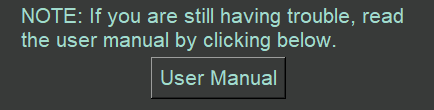 NOTE: If you are still having trouble, read
the user manual by clicking below.
User Manual